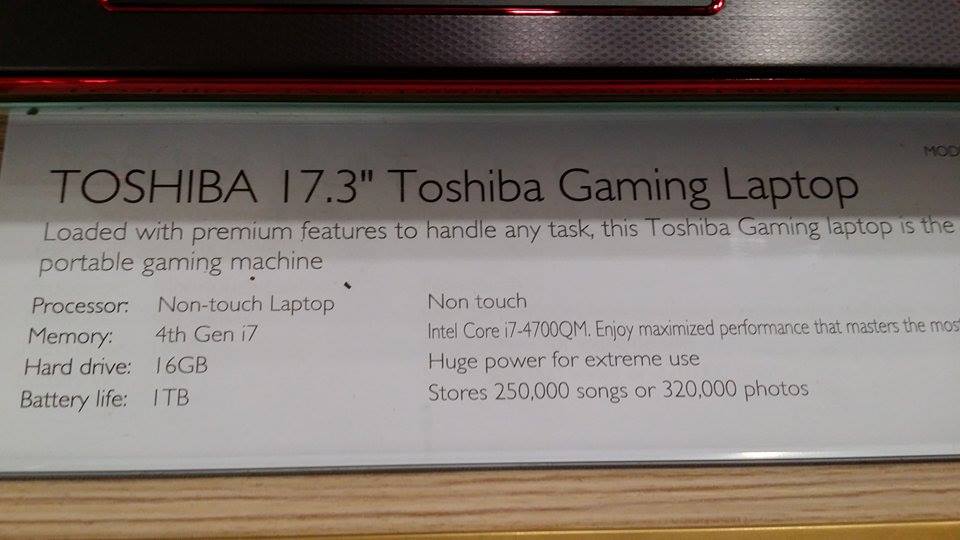 MOD
TOSHIBA 17.3" Toshiba Gaming Laptop
Loaded with premium features to handle any task, this Toshiba Gaming laptop is the
portable gaming machine
Processor: Non-touch Laptop Non touch
Memory: 4th Gen i7 Intel Core i7-4700QM. Enjoy maximized performance that masters the most
Hard drive: 16GB Huge power for extreme use
Battery life: 1TB Stores 250,000 songs or 320,000 photos